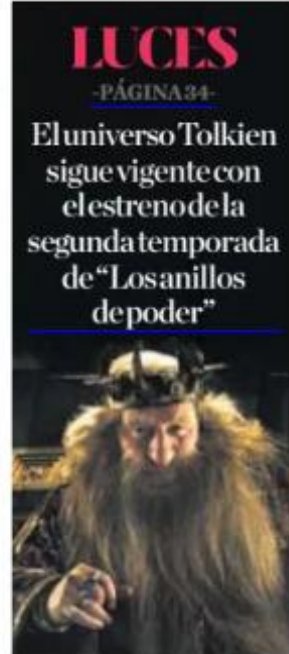 LUCES
-PÁGINA 34-
El universo Tolkien
sigue vigente con
el estreno de la
segunda temporada
de “Los anillos
de poder”